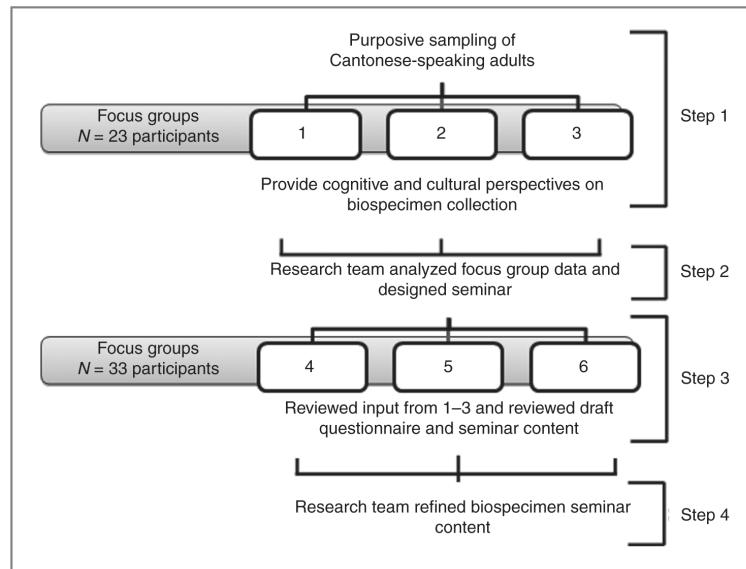 Purposive sampling of
Cantonese-speaking adults
Step 1
Focus groups
N = 23 participants
1
2
3
Provide cognitive and cultural perspectives on
biospecimen collection
Research team analyzed focus group data and
designed seminar
Step 2
Focus groups
N = 33 participants
4
5
6
Step 3
Reviewed input from 1–3 and reviewed draft
questionnaire and seminar content
Research team refined biospecimen seminar
content
Step 4